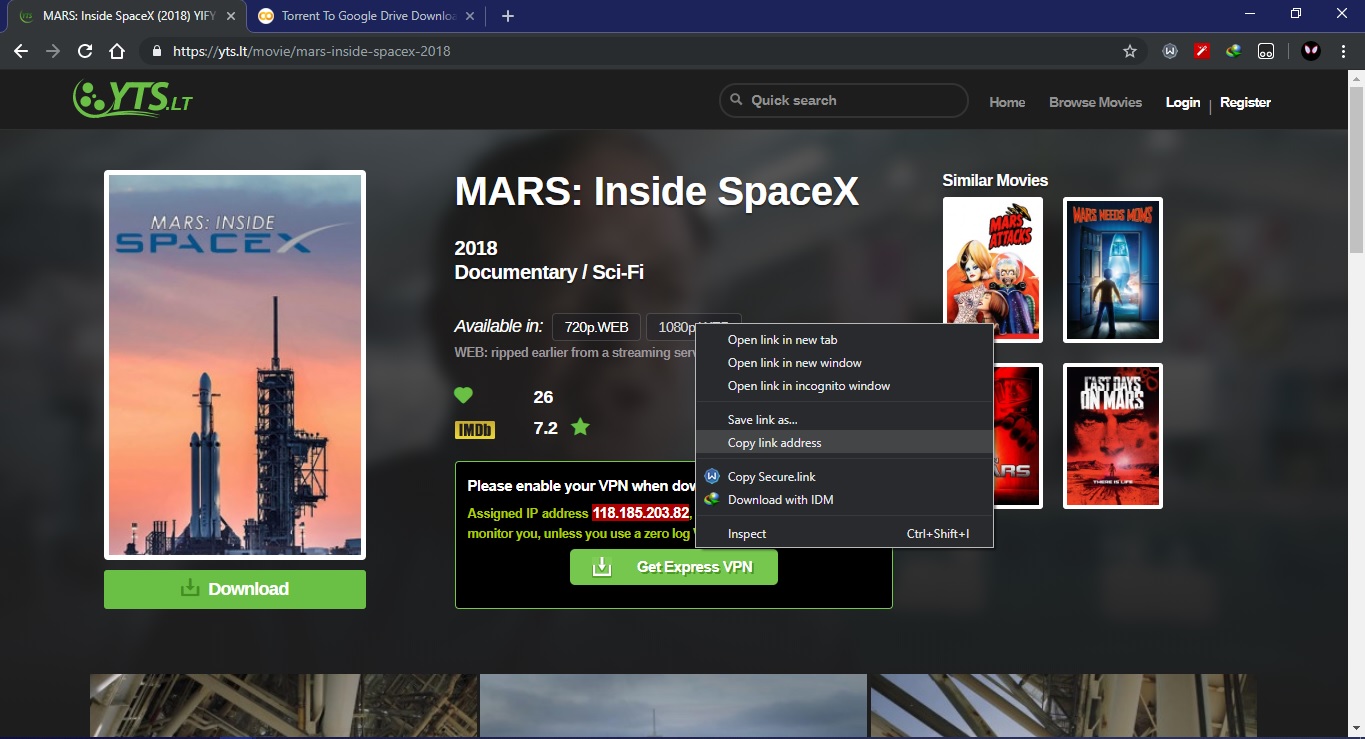 MARS: Inside SpaceX (2018) YIFY
Torrent To Google Drive Downloa
https://yts.lt/movie/mars-inside-spacex-2018
YTS.LT
Quick search
Home
Browse Movies
Login | Register
MARS: INSIDE
SPACEX
Download
MARS: Inside SpaceX
2018
Documentary / Sci-Fi
Available in: 720p.WEB 1080p.WEB
WEB: ripped earlier from a streaming serv
26
IMDb 7.2
Please enable your VPN when dow
Assigned IP address 118.185.203.82,
monitor you, unless you use a zero log
Get Express VPN
Open link in new tab
Open link in new window
Open link in incognito window
Save link as...
Copy link address
Copy Secure.link
Download with IDM
Inspect Ctrl+Shift+I
Similar Movies
MARS
ATTACKS
MARS NEEDS MOMS
ARS
LAST DAYS
ON MARS
THERE IS LIFE